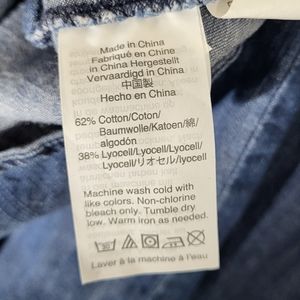 Made in China
Fabriqué en Chine
in China Hergestellt
Vervaardigd in China
中国製
Hecho en China
62% Cotton/Coton/
Baumwolle/Katoen/綿/
algodón
38% Lyocell/Lyocell/Lyocell/
Lyocell/リオセル/lyocell
Machine wash cold with
like colors. Non-chlorine
bleach only. Tumble dry
low. Warm iron as needed.
Laver à la machine à l'eau